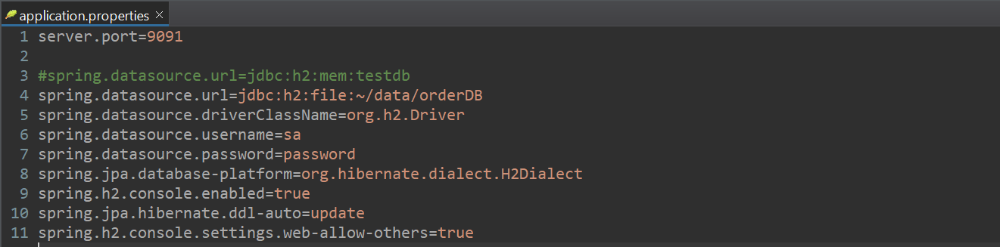 application.properties
1 server.port=9091
2
3 #spring.datasource.url=jdbc:h2:mem:testdb
4 spring.datasource.url=jdbc:h2:file:~/data/orderDB
5 spring.datasource.driverClassName=org.h2.Driver
6 spring.datasource.username=sa
7 spring.datasource.password=password
8 spring.jpa.database-platform=org.hibernate.dialect.H2Dialect
9 spring.h2.console.enabled=true
10 spring.jpa.hibernate.ddl-auto=update
11 spring.h2.console.settings.web-allow-others=true